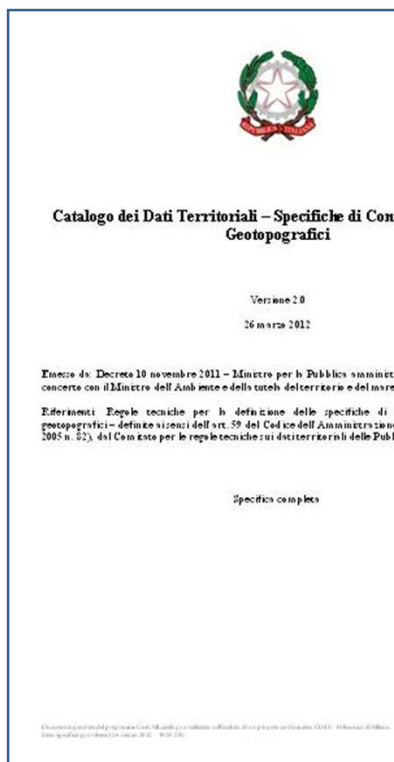 REPVBBLICA ITALIANA
Catalogo dei Dati Territoriali – Specifiche di Con
Geotopografici
Versione 2.0
26 marzo 2012
Emesso da: Decreto 10 novembre 2011 – Ministro per la Pubblica amminist
concerto con il Ministro dell'Ambiente e della tutela del territorio e del mare
Riferimenti: Regole tecniche per la definizione delle specifiche di
geotopografici – definite ai sensi dell'art. 59 del Codice dell'Amministrazione
2005 n. 82), dal Comitato per le regole tecniche sui dati territoriali delle Pubbl
Specifica completa